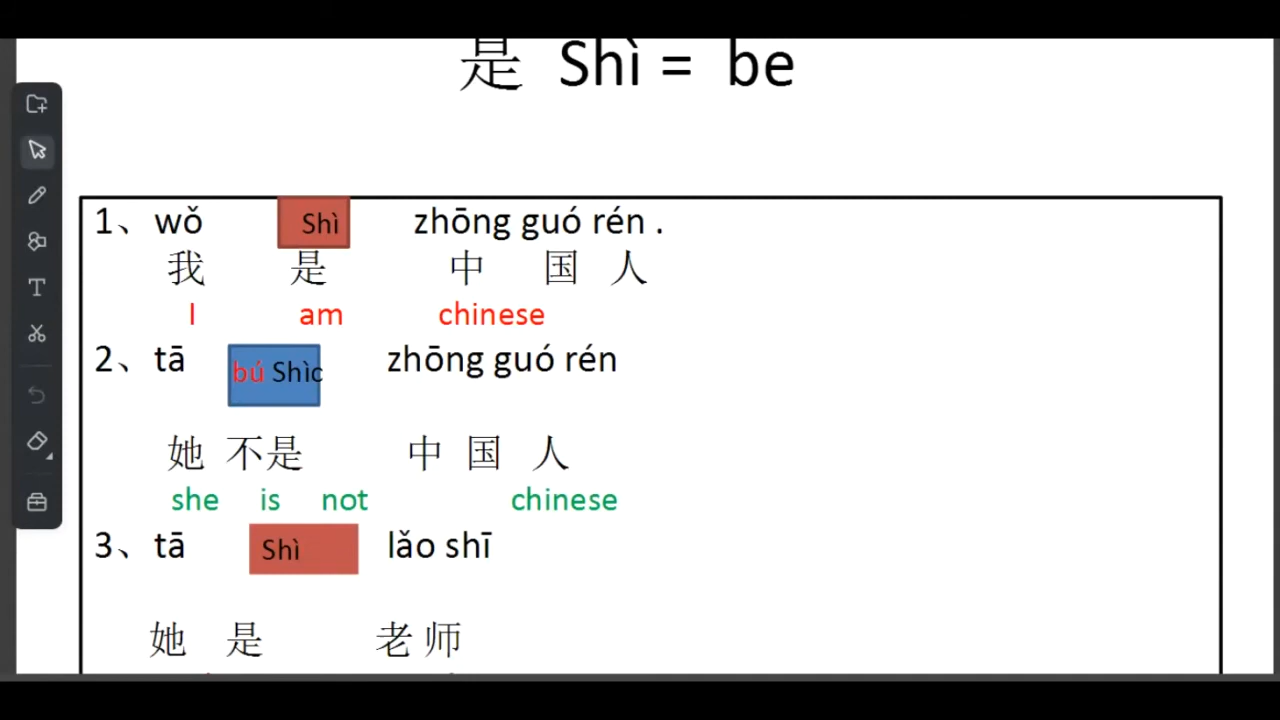 是 Shì = be
1、wǒ Shì zhōng guó rén .
我 是 中 国 人
I am chinese
2、tā bú Shìc zhōng guó rén
她 不是 中 国 人
she is not chinese
3、tā Shì lǎo shī
她 是 老 师